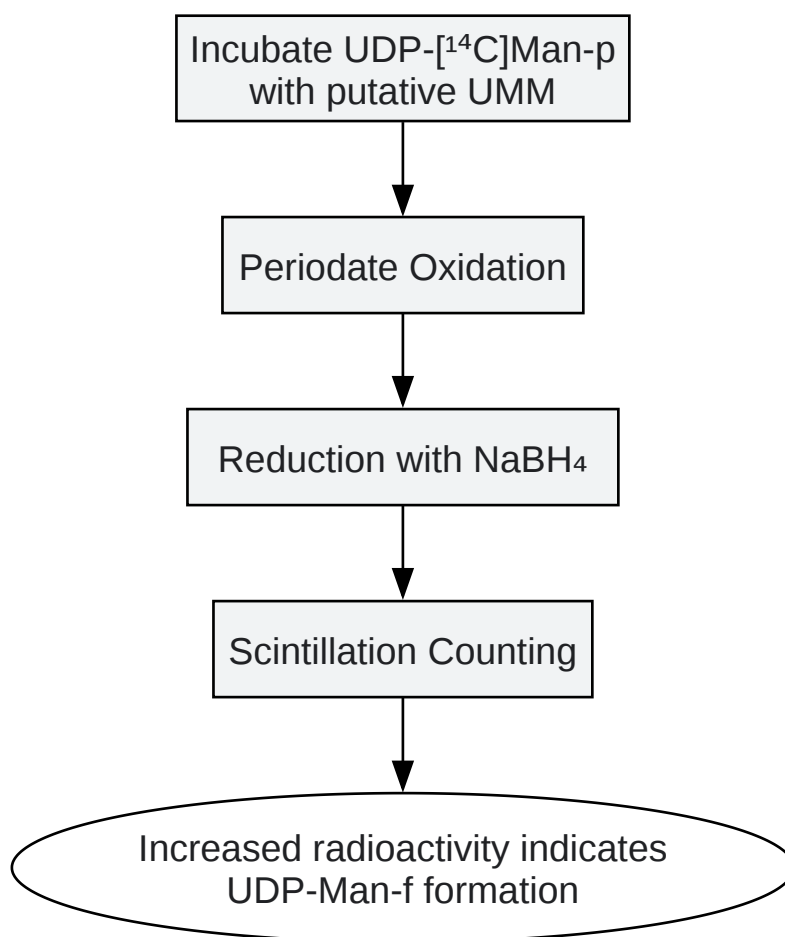 Incubate UDP-[¹⁴C]Man-p
with putative UMM
Periodate Oxidation
Reduction with NaBH₄
Scintillation Counting
Increased radioactivity indicates
UDP-Man-f formation